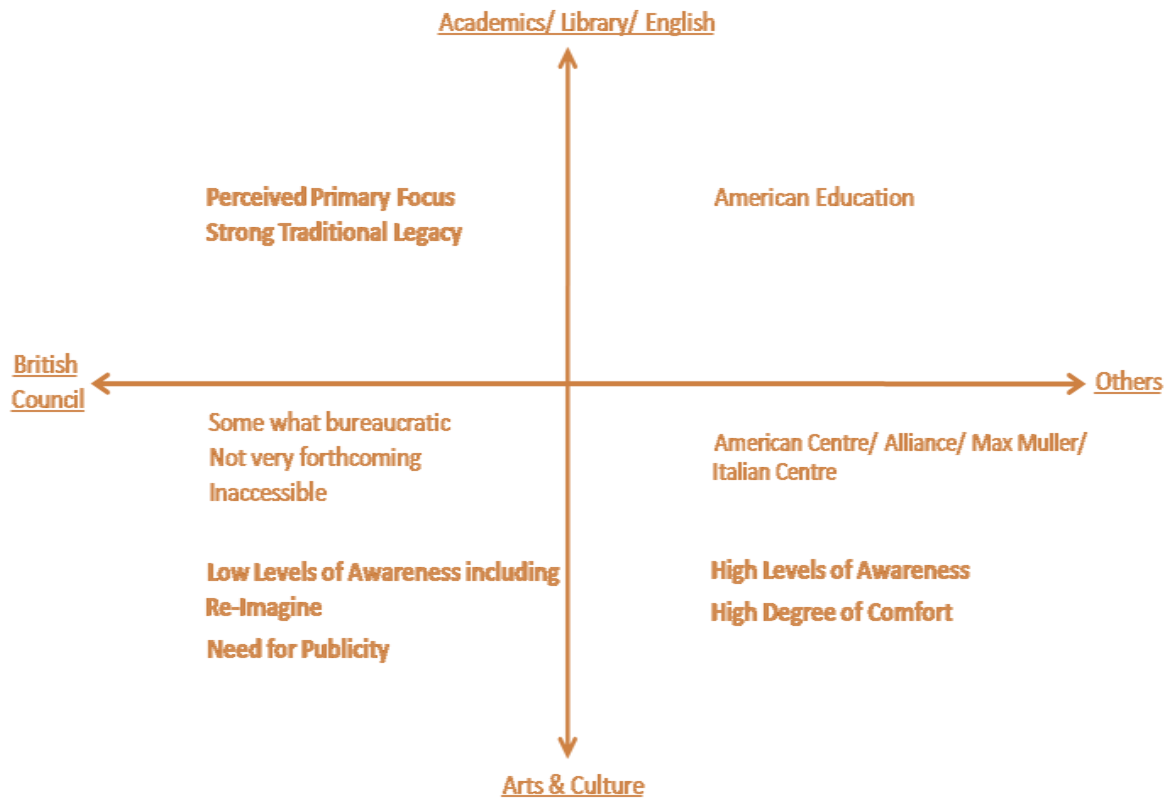 Academics/ Library/ English
Perceived Primary Focus
Strong Traditional Legacy
American Education
British
Council
Others
Some what bureaucratic
Not very forthcoming
Inaccessible
American Centre/ Alliance/ Max Muller/
Italian Centre
Low Levels of Awareness including
Re-Imagine
Need for Publicity
High Levels of Awareness
High Degree of Comfort
Arts & Culture